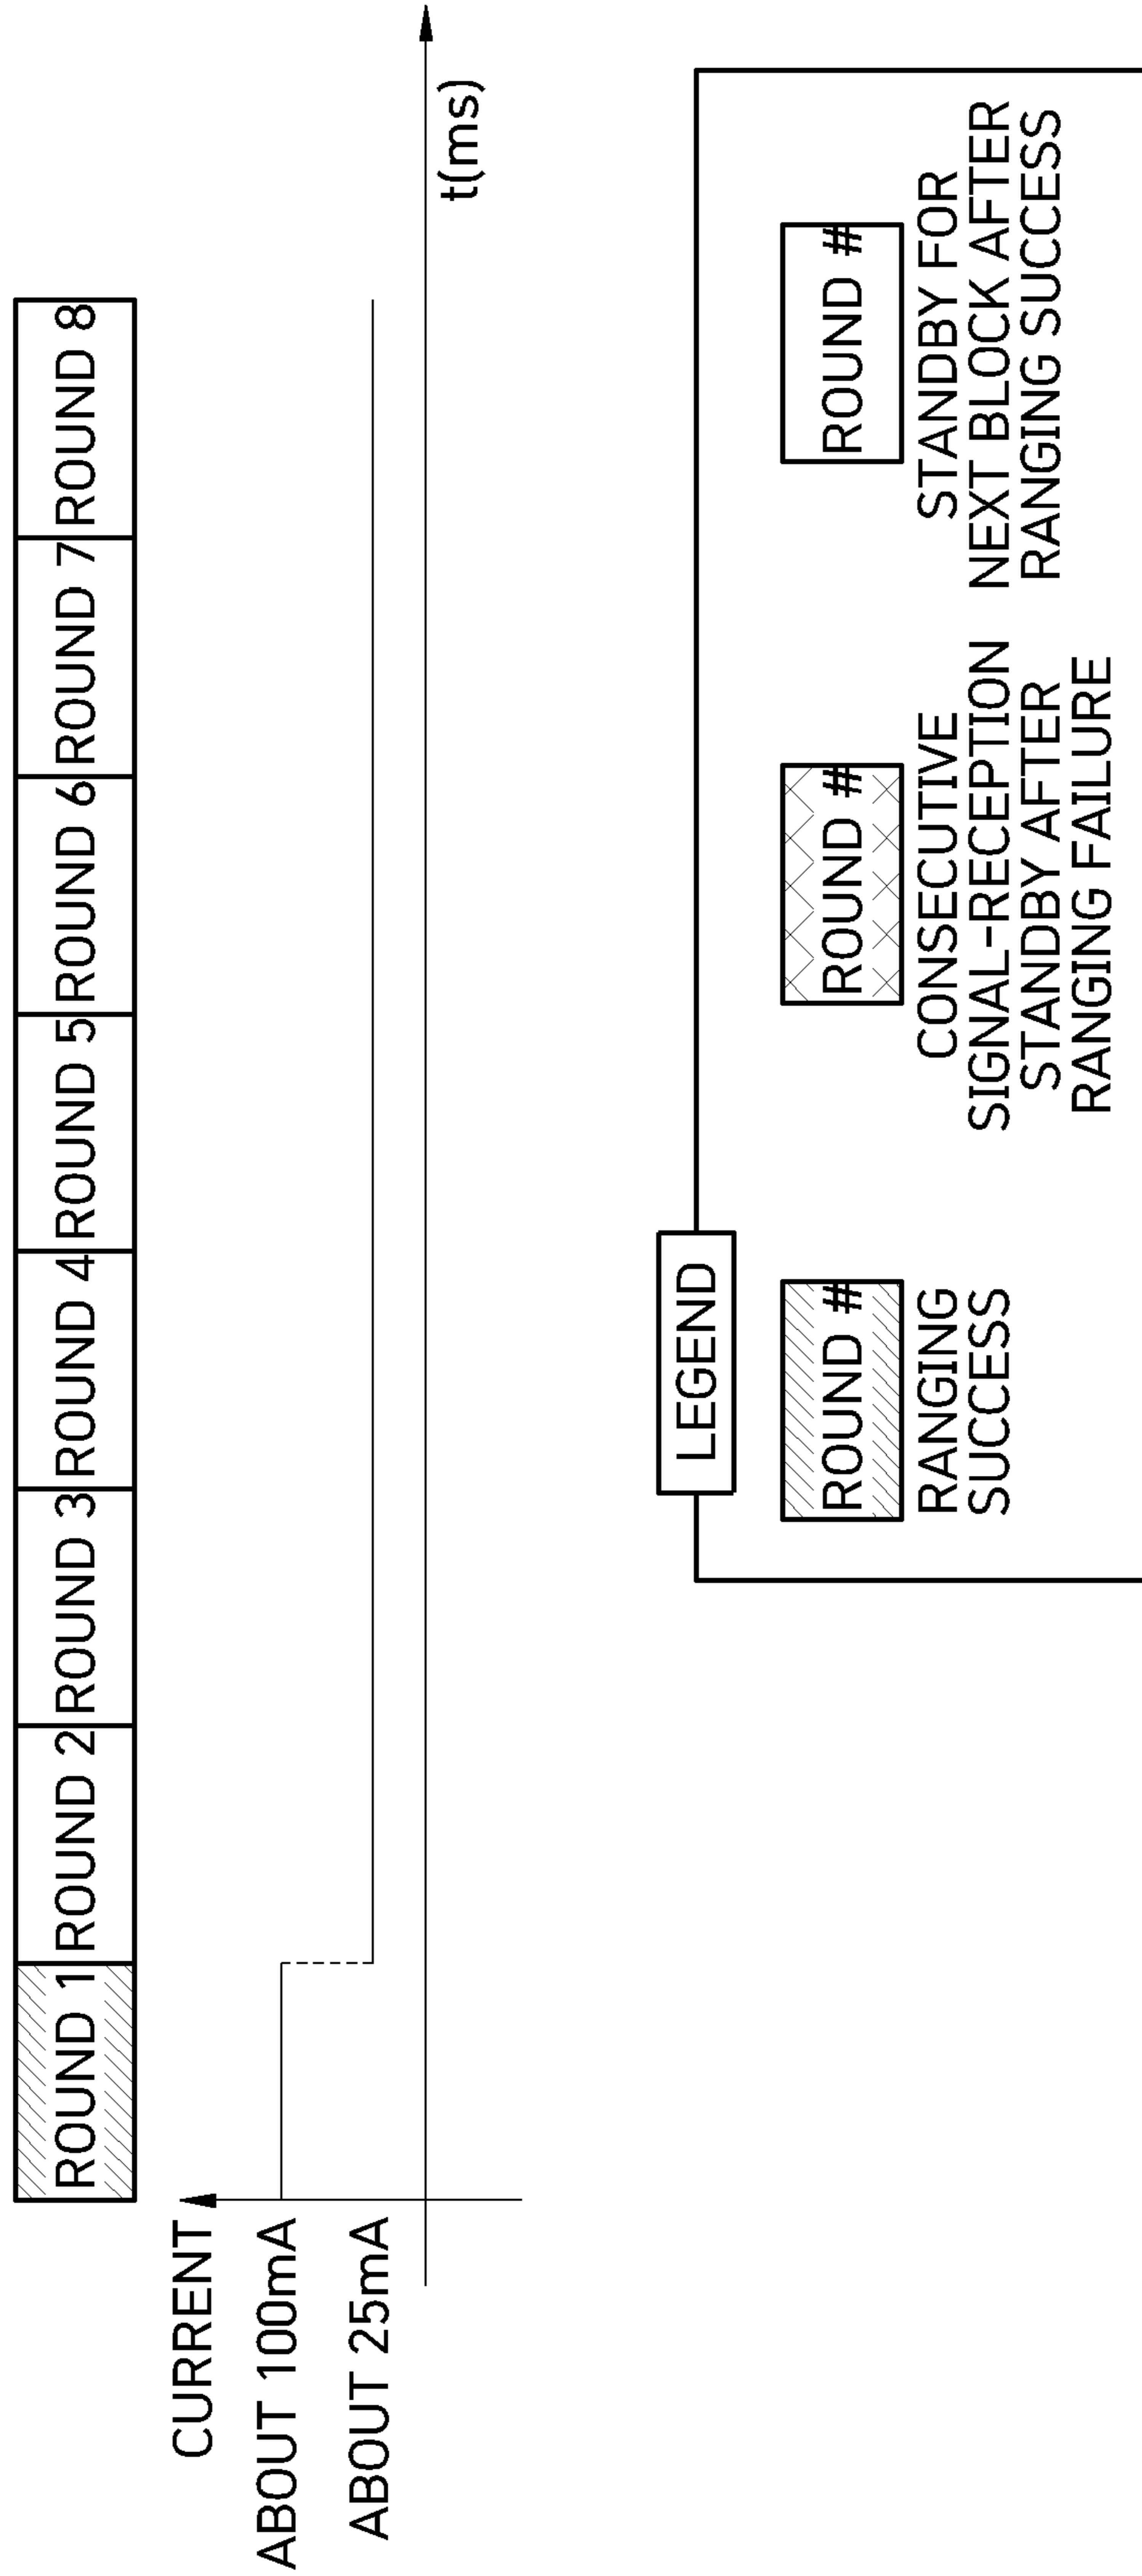 ROUND 1
ROUND 2
ROUND 3
ROUND 4
ROUND 5
ROUND 6
ROUND 7
ROUND 8
CURRENT
ABOUT 100mA
ABOUT 25mA
t(ms)
LEGEND
ROUND #
RANGING
SUCCESS
ROUND #
CONSECUTIVE
SIGNAL-RECEPTION
STANDBY AFTER
RANGING FAILURE
ROUND #
STANDBY FOR
NEXT BLOCK AFTER
RANGING SUCCESS